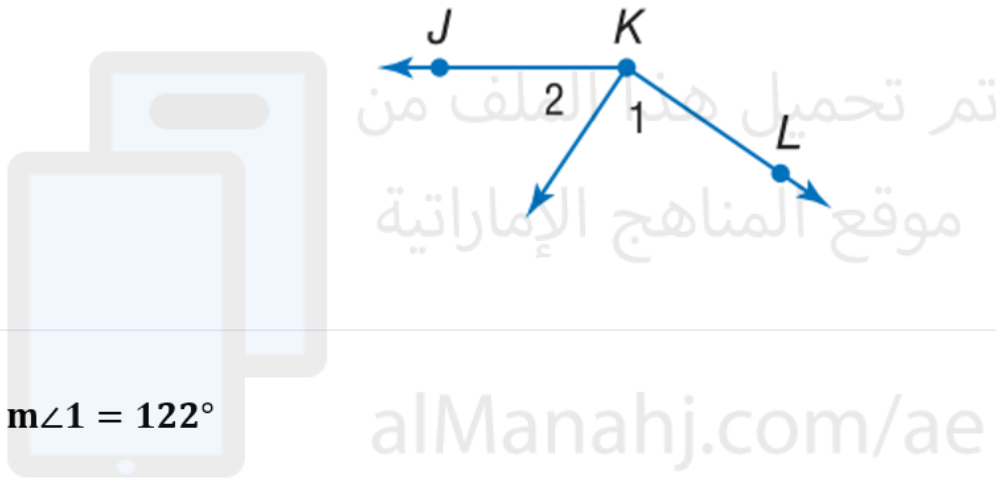 J K
تم تحميل هذا الملف من
2 1
L
موقع المناهج الإماراتية
m∠1 = 122°
alManahj.com/ae